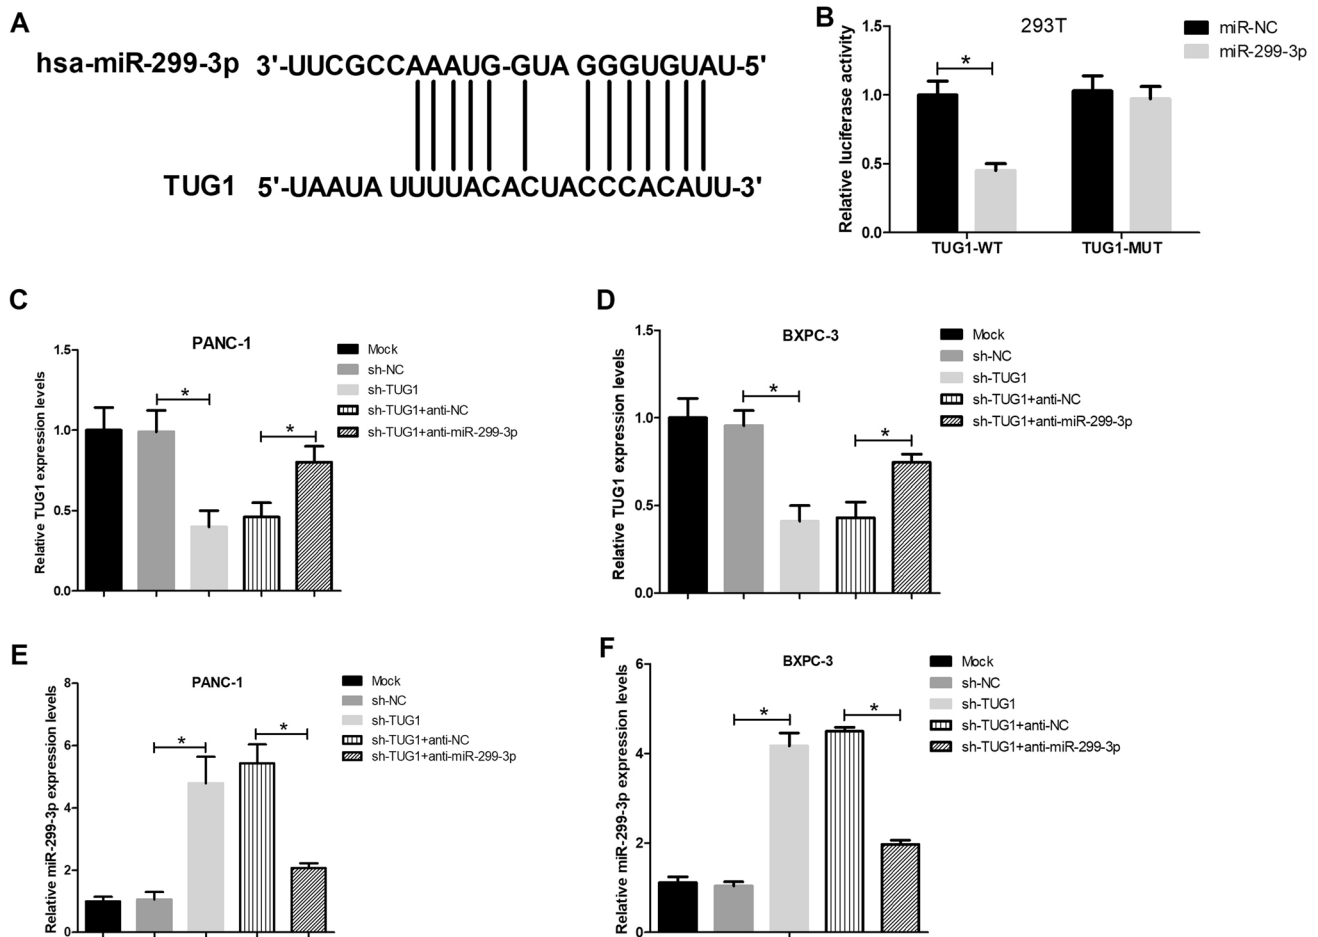 A
hsa-miR-299-3p 3'-UUCGCCAAAUG-GUA GGGUGUAU-5'
TUG1 5'-UAAUA UUUUACACUACCCACAUU-3'
B
293T
miR-NC
miR-299-3p
Relative luciferase activity
1.5
1.0
0.5
0.0
*
TUG1-WT
TUG1-MUT
C
PANC-1
Relative TUG1 expression levels
1.5
1.0
0.5
0.0
*
*
Mock
sh-NC
sh-TUG1
sh-TUG1+anti-NC
sh-TUG1+anti-miR-299-3p
D
BXPC-3
Relative TUG1 expression levels
1.5
1.0
0.5
0.0
*
*
Mock
sh-NC
sh-TUG1
sh-TUG1+anti-NC
sh-TUG1+anti-miR-299-3p
E
PANC-1
Relative miR-299-3p expression levels
8
6
4
2
0
*
*
Mock
sh-NC
sh-TUG1
sh-TUG1+anti-NC
sh-TUG1+anti-miR-299-3p
F
BXPC-3
Relative miR-299-3p expression levels
6
4
2
0
*
*
Mock
sh-NC
sh-TUG1
sh-TUG1+anti-NC
sh-TUG1+anti-miR-299-3p